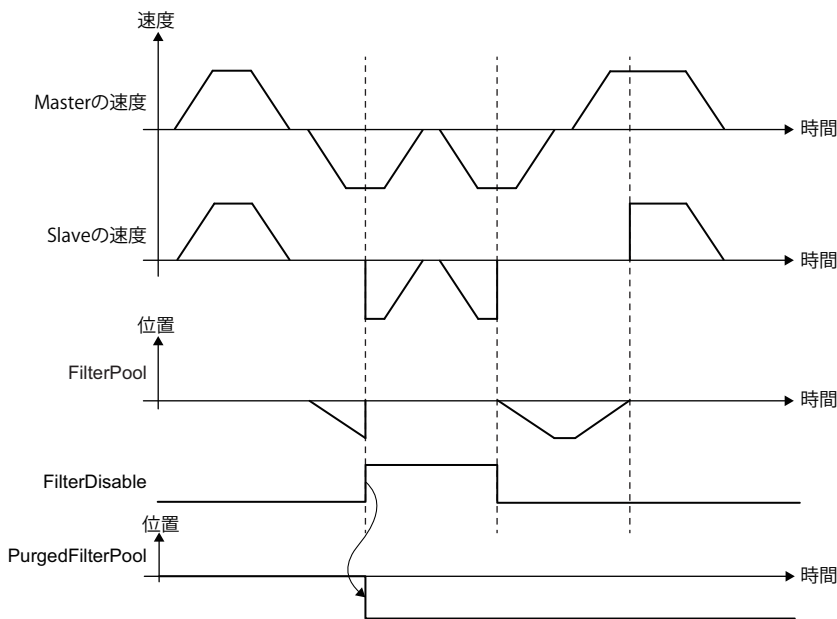 速度
Masterの速度
時間
Slaveの速度
時間
位置
FilterPool
時間
FilterDisable
位置
PurgedFilterPool
時間